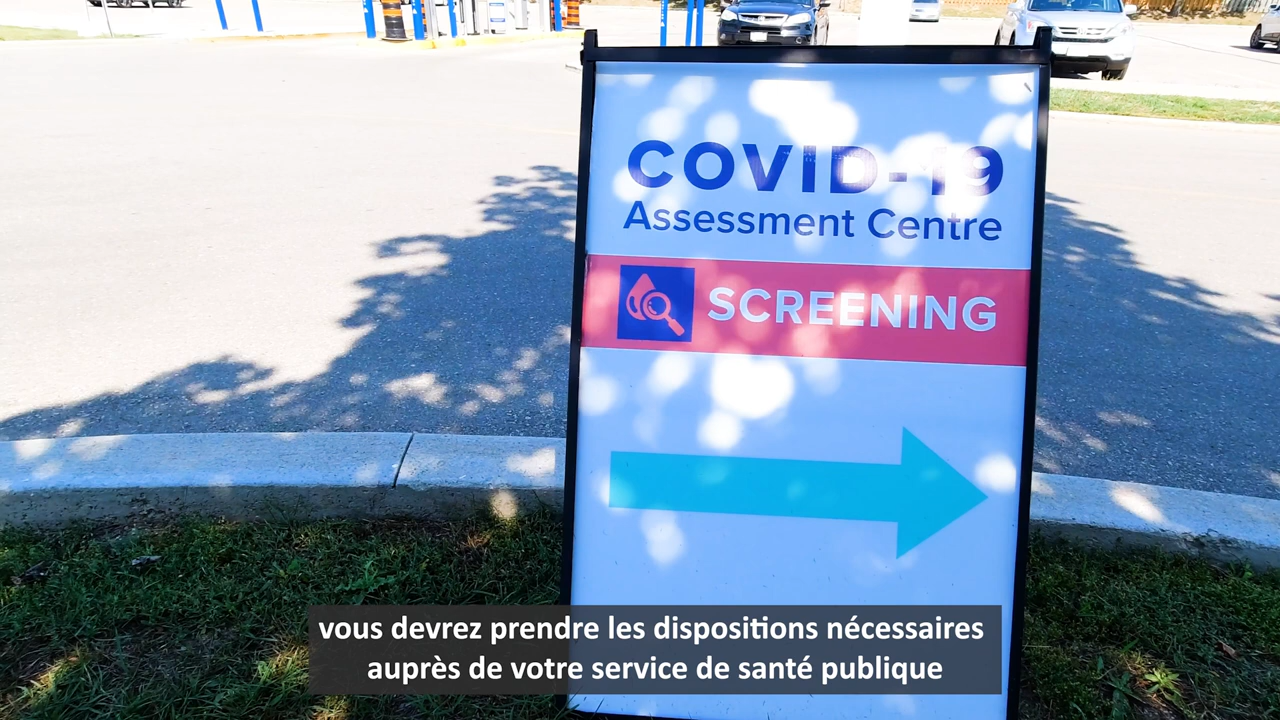 COVID-19
Assessment Centre
SCREENING
vous devrez prendre les dispositions nécessaires
auprès de votre service de santé publique